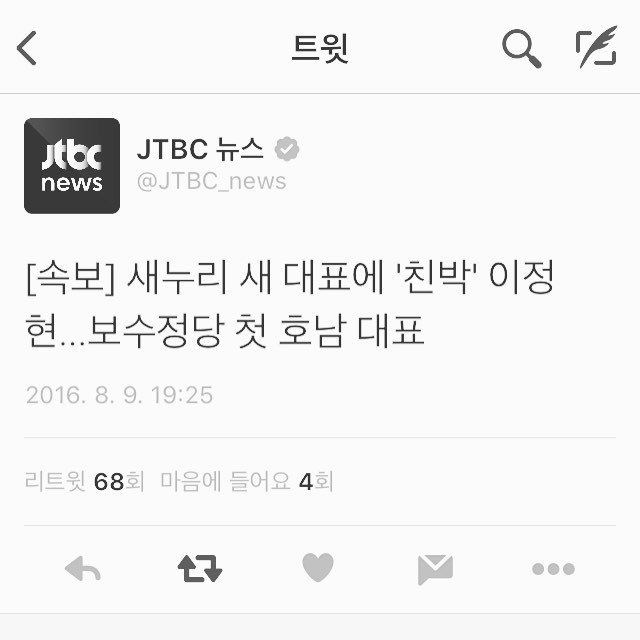 트윗
jtbc
news
JTBC 뉴스
@JTBC_news
[속보] 새누리 새 대표에 '친박' 이정
현...보수정당 첫 호남 대표
2016. 8. 9. 19:25
리트윗 68회 마음에 들어요 4회